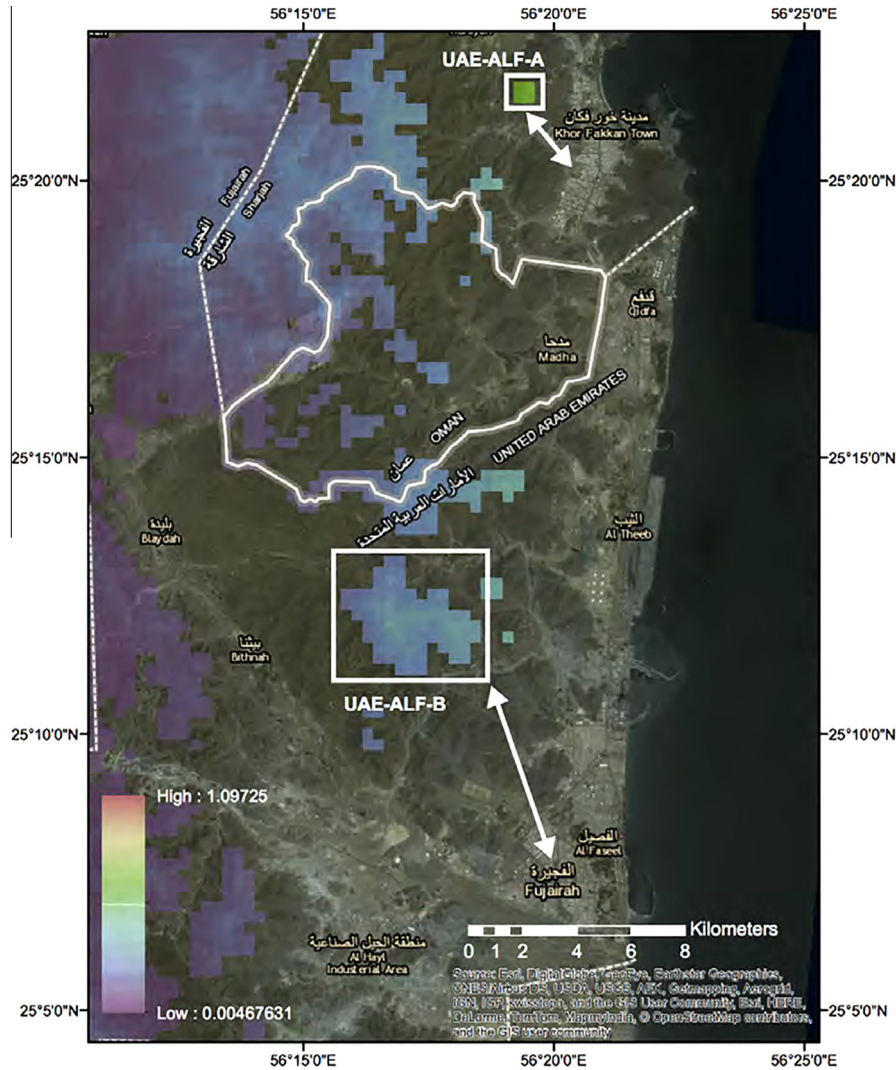 56°15'0"E
56°20'0"E
56°25'0"E
UAE-ALF-A
مدينة خور فكان
Khor Fakkan Town
25°20'0"N
25°20'0"N
الفجيرة
Fujairah
الشارقة
Sharjah
قدفع
Qidfa
مدحا
Madha
عمان
OMAN
UNITED ARAB EMIRATES
الأمارات العربية المتحدة
25°15'0"N
25°15'0"N
بليدة
Blaydah
الثيب
Al Theeb
بيثنا
Bithnah
UAE-ALF-B
25°10'0"N
25°10'0"N
High : 1.09725
Low : 0.00467631
الفصيل
Al Faseel
الفجيرة
Fujairah
منطقة الحيل الصناعية
Al Hayl
Industerial Area
Kilometers
0 1 2 4 6 8
Source: Esri, DigitalGlobe, GeoEye, Earthstar Geographics,
CNES/Airbus DS, USDA, USGS, AEX, Getmapping, Aerogrid,
IGN, IGP, swisstopo, and the GIS User Community, Esri, HERE,
DeLorme, TomTom, MapmyIndia, © OpenStreetMap contributors,
and the GIS user community
25°5'0"N
25°5'0"N
56°15'0"E
56°20'0"E
56°25'0"E